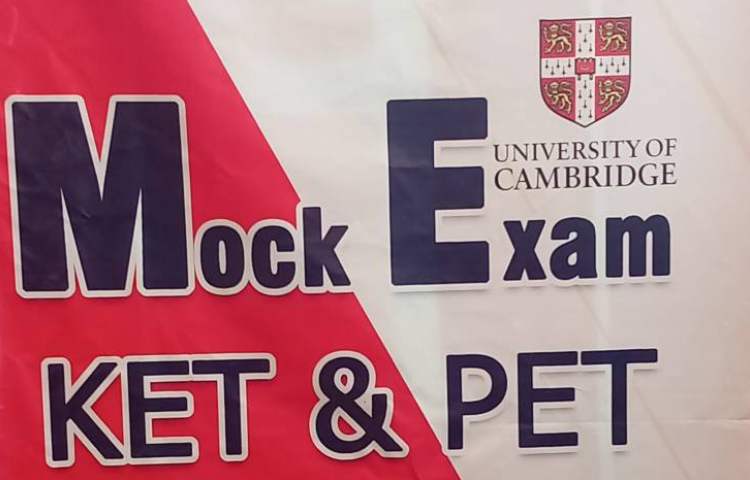 UNIVERSITY OF
CAMBRIDGE
Mock Exam
KET & PET